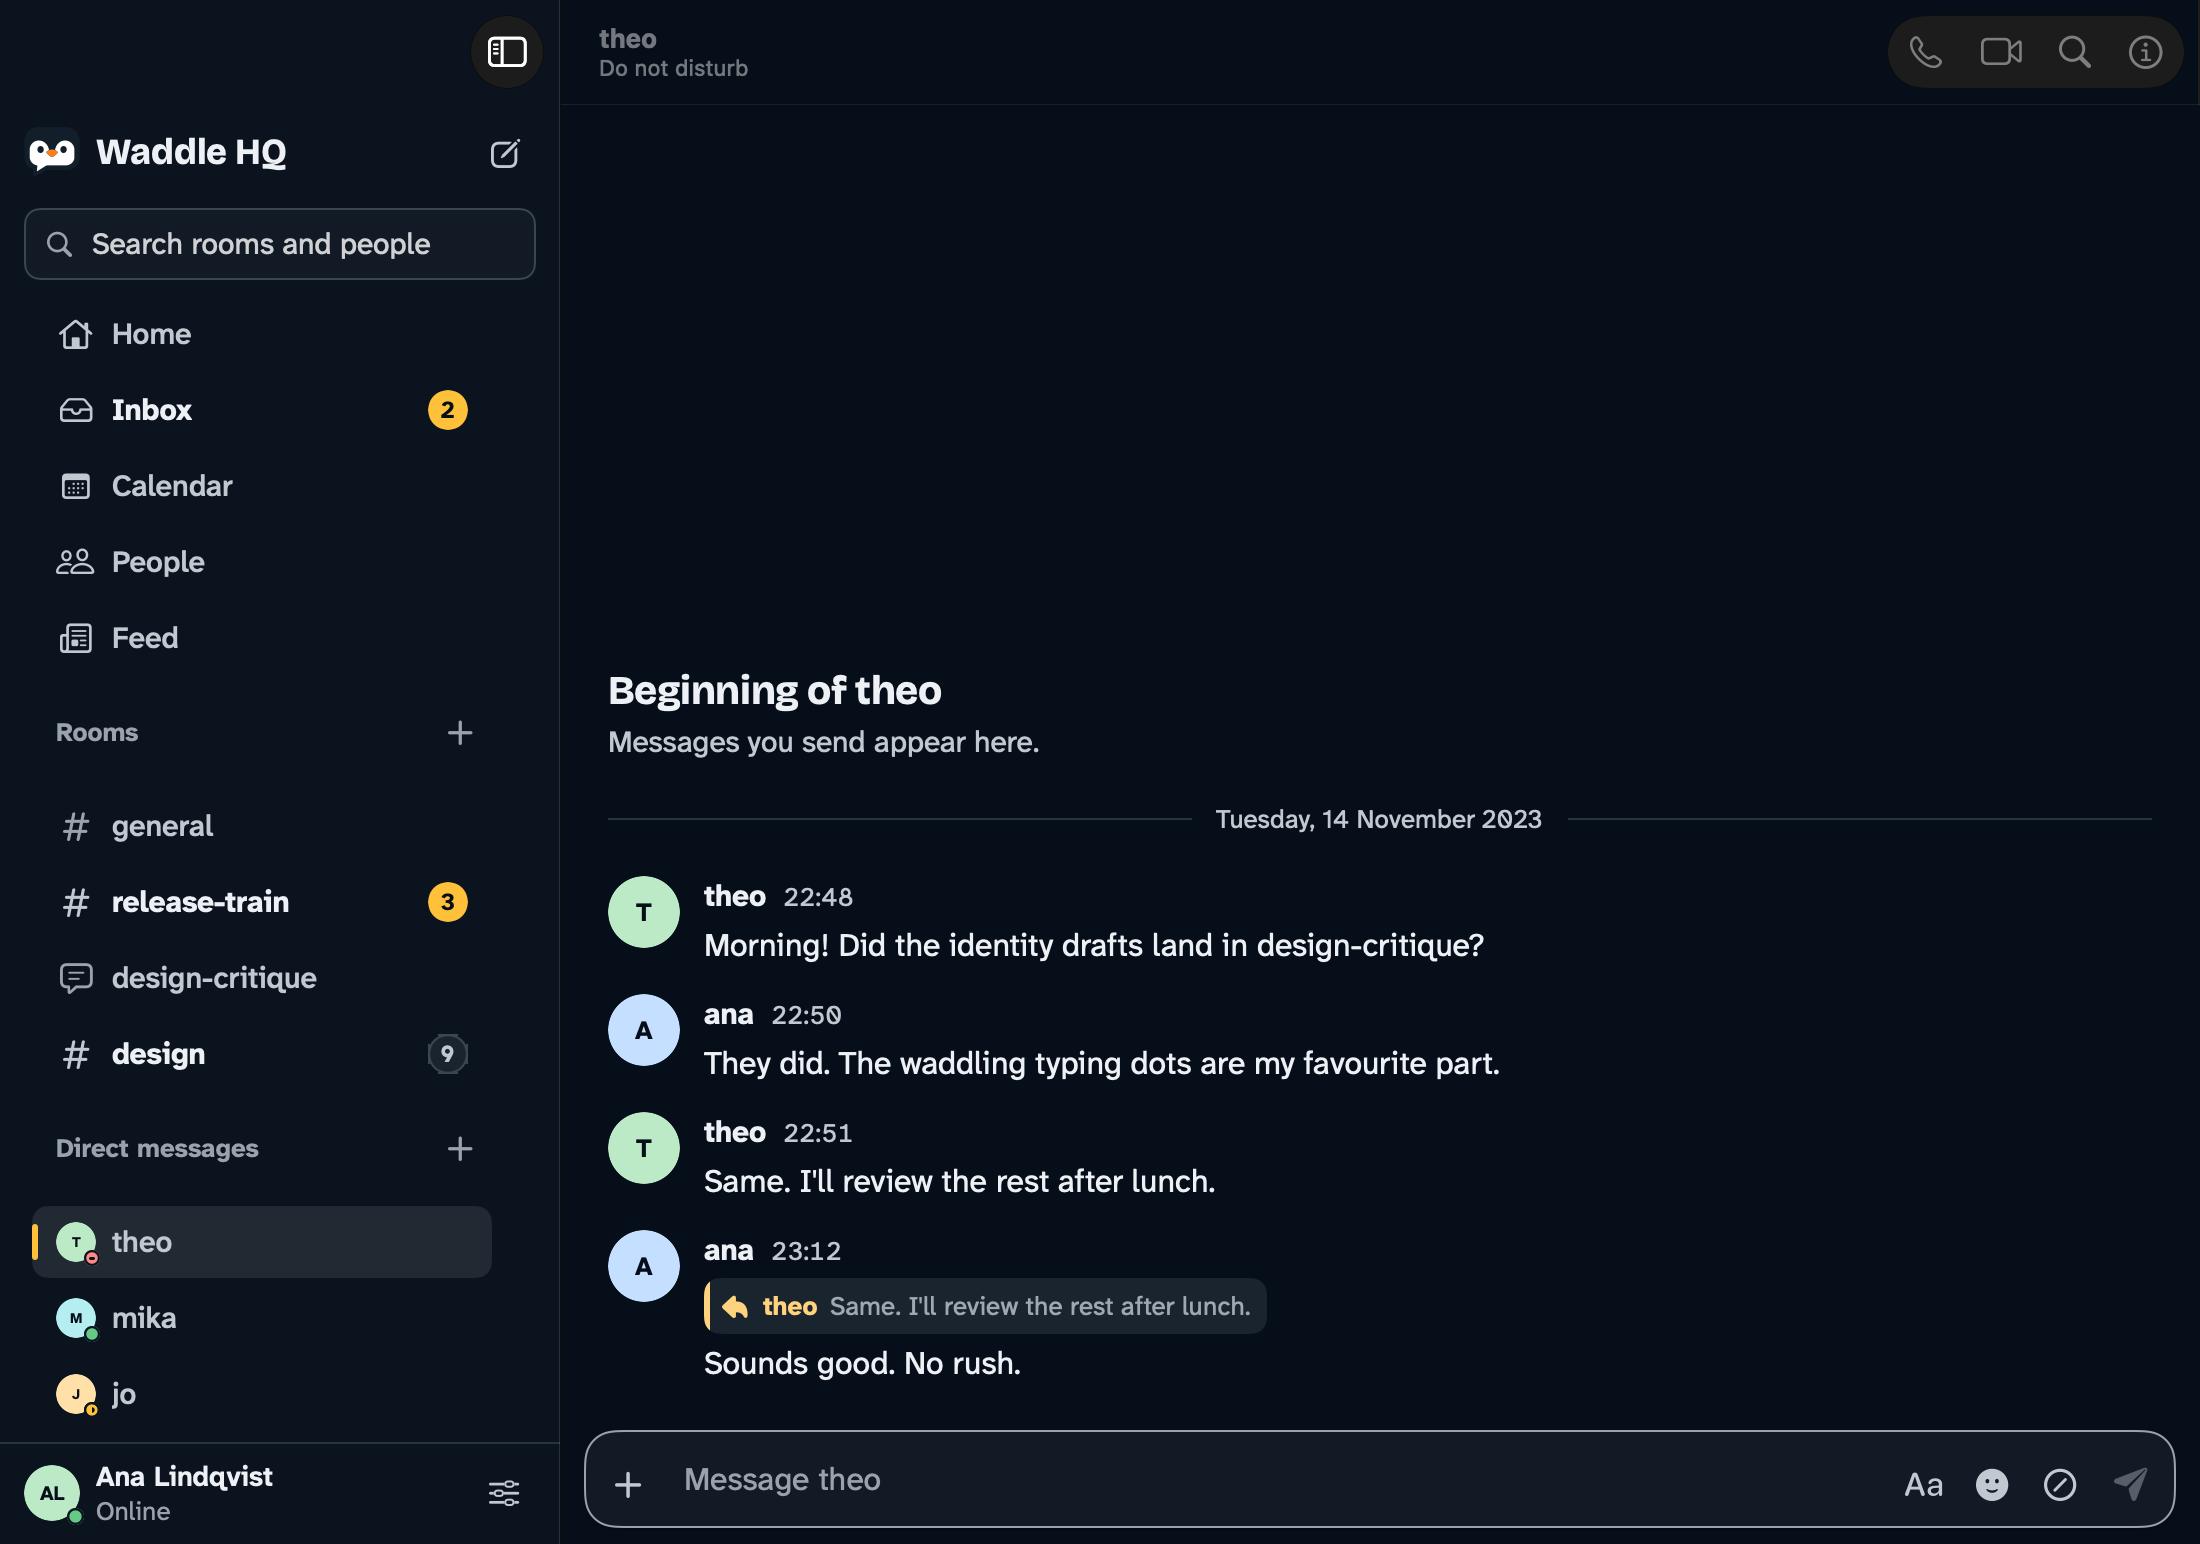 Waddle HQ
Search rooms and people
Home
Inbox 2
Calendar
People
Feed
Rooms
# general
# release-train 3
design-critique
# design 9
Direct messages
T theo
M mika
J jo
AL Ana Lindqvist
Online
theo
Do not disturb
Beginning of theo
Messages you send appear here.
Tuesday, 14 November 2023
T theo 22:48
Morning! Did the identity drafts land in design-critique?
A ana 22:50
They did. The waddling typing dots are my favourite part.
T theo 22:51
Same. I'll review the rest after lunch.
A ana 23:12
theo Same. I'll review the rest after lunch.
Sounds good. No rush.
Message theo Aa